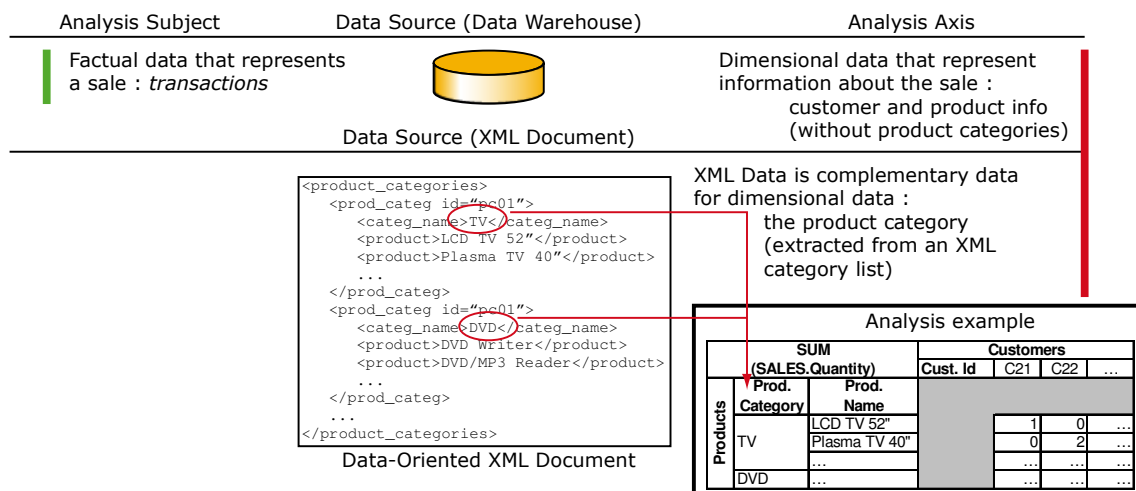 Analysis Subject
Data Source (Data Warehouse)
Analysis Axis
Factual data that represents
a sale : transactions
Dimensional data that represent
information about the sale :
customer and product info
(without product categories)
Data Source (XML Document)
<product_categories>
<prod_categ id=“pc01”>
<categ_name>TV</categ_name>
<product>LCD TV 52”</product>
<product>Plasma TV 40”</product>
...
</prod_categ>
<prod_categ id=“pc01”>
<categ_name>DVD</categ_name>
<product>DVD Writer</product>
<product>DVD/MP3 Reader</product>
...
</prod_categ>
...
</product_categories>
Data-Oriented XML Document
XML Data is complementary data
for dimensional data :
the product category
(extracted from an XML
category list)
Analysis example
SUM
(SALES.Quantity)
Customers
Cust. Id C21 C22 ...
Products
Prod.
Category
Prod.
Name
TV
LCD TV 52" 1 0 ...
Plasma TV 40" 0 2 ...
... ... ... ...
DVD ... ... ... ...